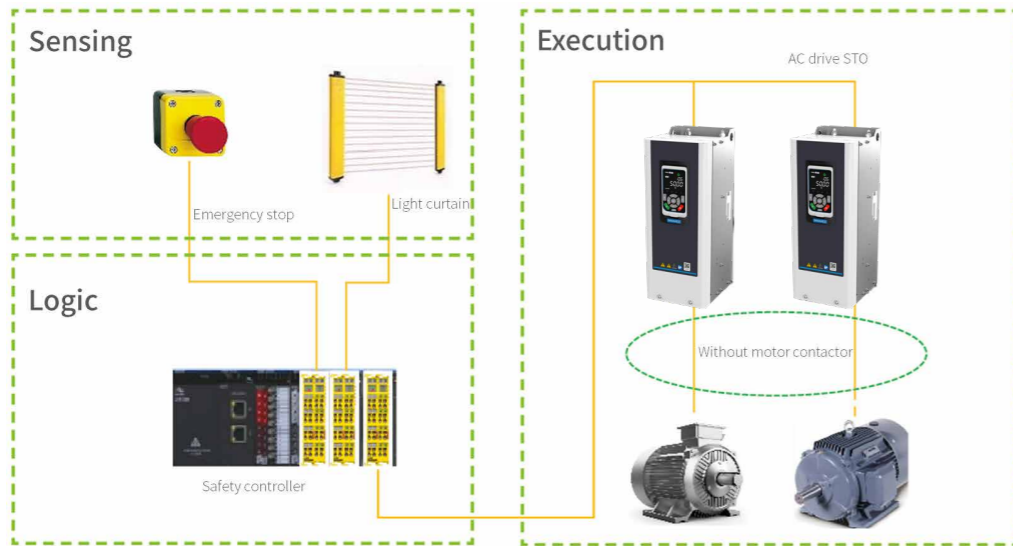 Sensing
Emergency stop
Light curtain
Logic
Safety controller
Execution
AC drive STO
Without motor contactor